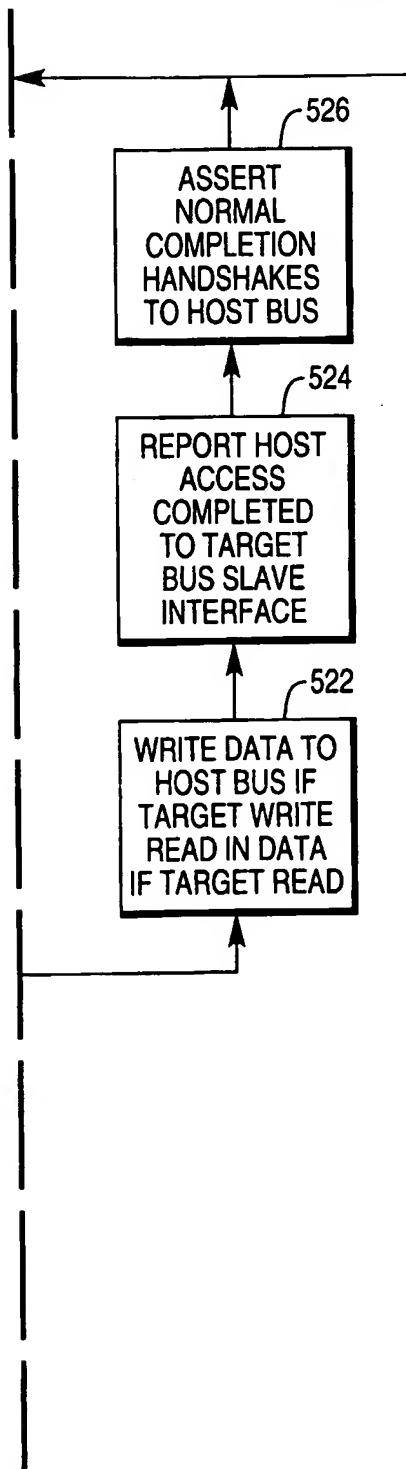 526
ASSERT
NORMAL
COMPLETION
HANDSHAKES
TO HOST BUS
524
REPORT HOST
ACCESS
COMPLETED
TO TARGET
BUS SLAVE
INTERFACE
522
WRITE DATA TO
HOST BUS IF
TARGET WRITE
READ IN DATA
IF TARGET READ